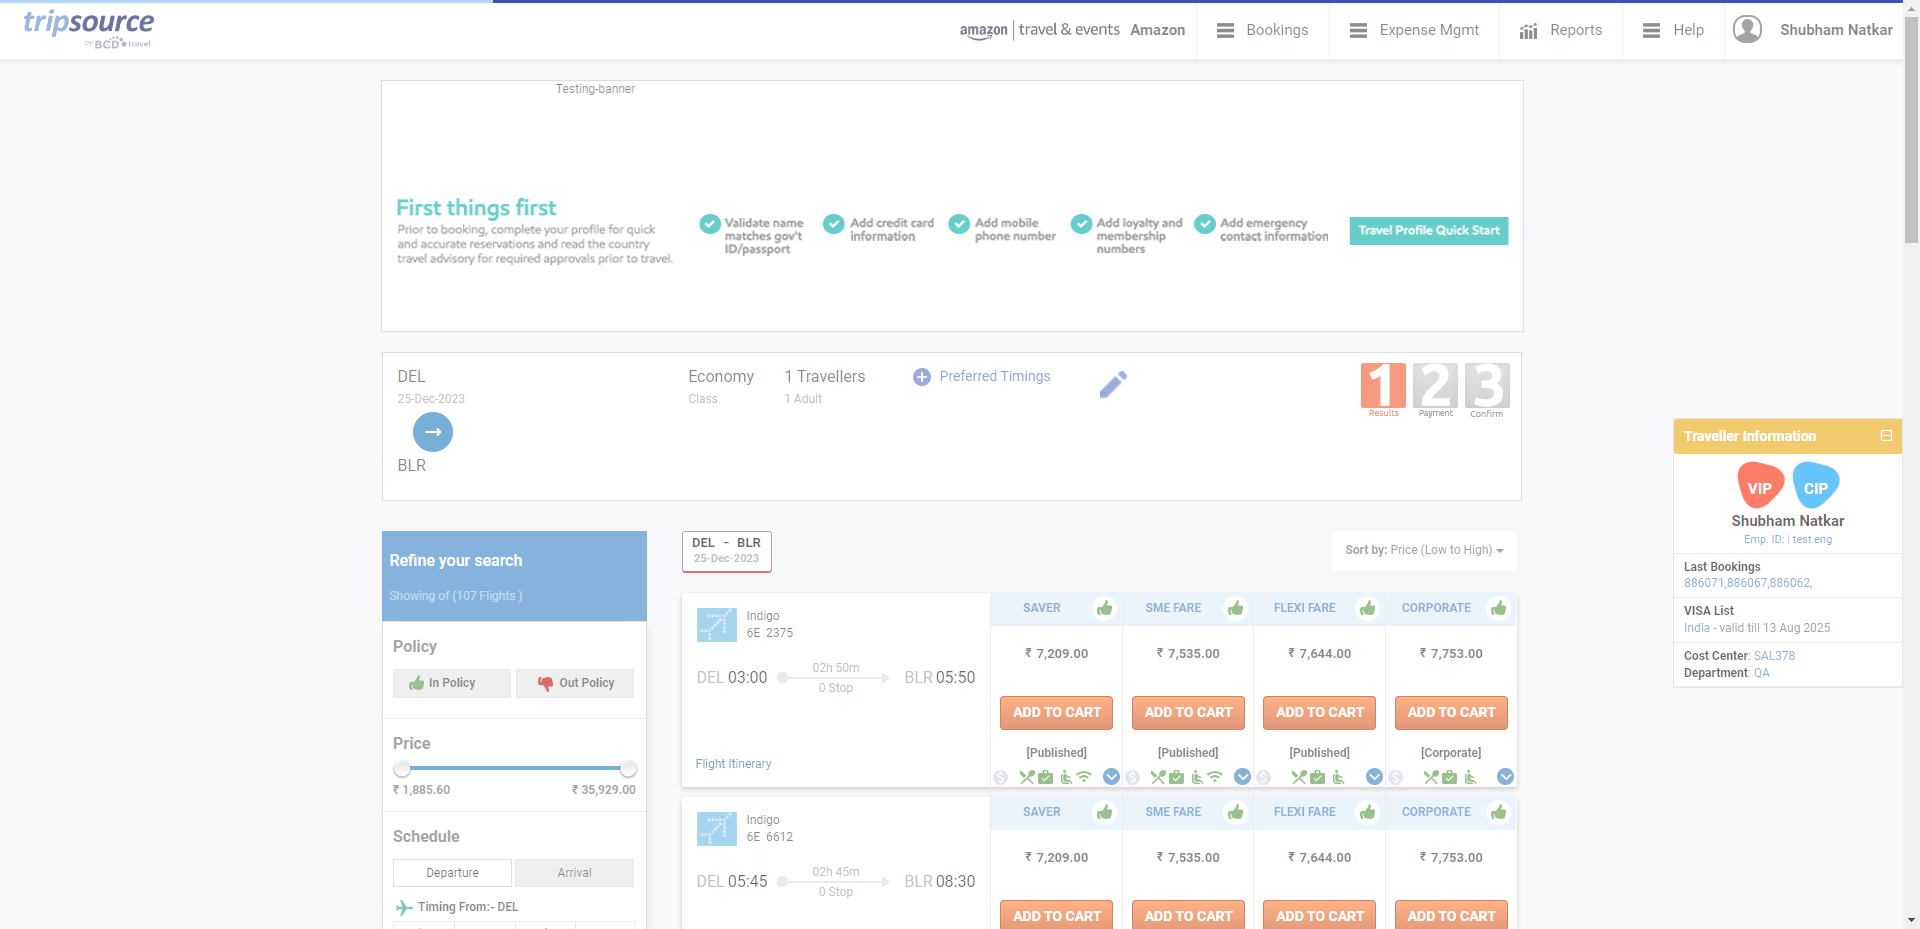 tripsource
by BCD travel
amazon | travel & events Amazon
Bookings
Expense Mgmt
Reports
Help
Shubham Natkar
Testing-banner
First things first
Prior to booking, complete your profile for quick
and accurate reservations and read the country
travel advisory for required approvals prior to travel.
Validate name
matches gov't
ID/passport
Add credit card
information
Add mobile
phone number
Add loyalty and
membership
numbers
Add emergency
contact information
Travel Profile Quick Start
DEL
25-Dec-2023
BLR
Economy
Class
1 Travellers
1 Adult
Preferred Timings
1 2 3
Results Payment Confirm
Traveller Information
VIP CIP
Shubham Natkar
Emp. ID: | test eng
Last Bookings
886071,886067,886062,
VISA List
India - valid till 13 Aug 2025
Cost Center: SAL378
Department: QA
Refine your search
Showing of (107 Flights )
Policy
In Policy
Out Policy
Price
₹ 1,885.60
₹ 35,929.00
Schedule
Departure
Arrival
Timing From:- DEL
DEL - BLR
25-Dec-2023
Sort by: Price (Low to High)
Indigo
6E 2375
DEL 03:00
02h 50m
0 Stop
BLR 05:50
Flight Itinerary
SAVER
SME FARE
FLEXI FARE
CORPORATE
₹ 7,209.00
₹ 7,535.00
₹ 7,644.00
₹ 7,753.00
ADD TO CART
ADD TO CART
ADD TO CART
ADD TO CART
[Published]
[Published]
[Published]
[Corporate]
Indigo
6E 6612
DEL 05:45
02h 45m
0 Stop
BLR 08:30
SAVER
SME FARE
FLEXI FARE
CORPORATE
₹ 7,209.00
₹ 7,535.00
₹ 7,644.00
₹ 7,753.00
ADD TO CART
ADD TO CART
ADD TO CART
ADD TO CART